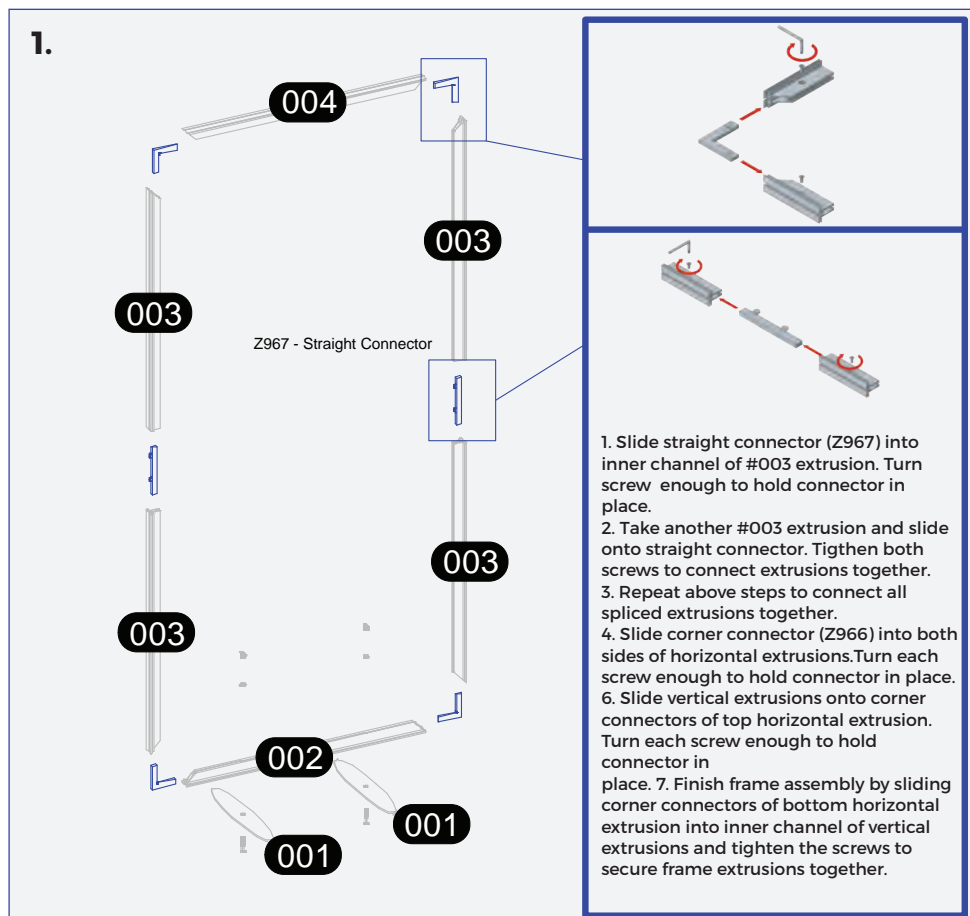 1.
004
003
003
Z967 - Straight Connector
003
003
002
001
001
1. Slide straight connector (Z967) into
inner channel of #003 extrusion. Turn
screw enough to hold connector in
place.
2. Take another #003 extrusion and slide
onto straight connector. Tigthen both
screws to connect extrusions together.
3. Repeat above steps to connect all
spliced extrusions together.
4. Slide corner connector (Z966) into both
sides of horizontal extrusions.Turn each
screw enough to hold connector in place.
6. Slide vertical extrusions onto corner
connectors of top horizontal extrusion.
Turn each screw enough to hold
connector in
place. 7. Finish frame assembly by sliding
corner connectors of bottom horizontal
extrusion into inner channel of vertical
extrusions and tighten the screws to
secure frame extrusions together.